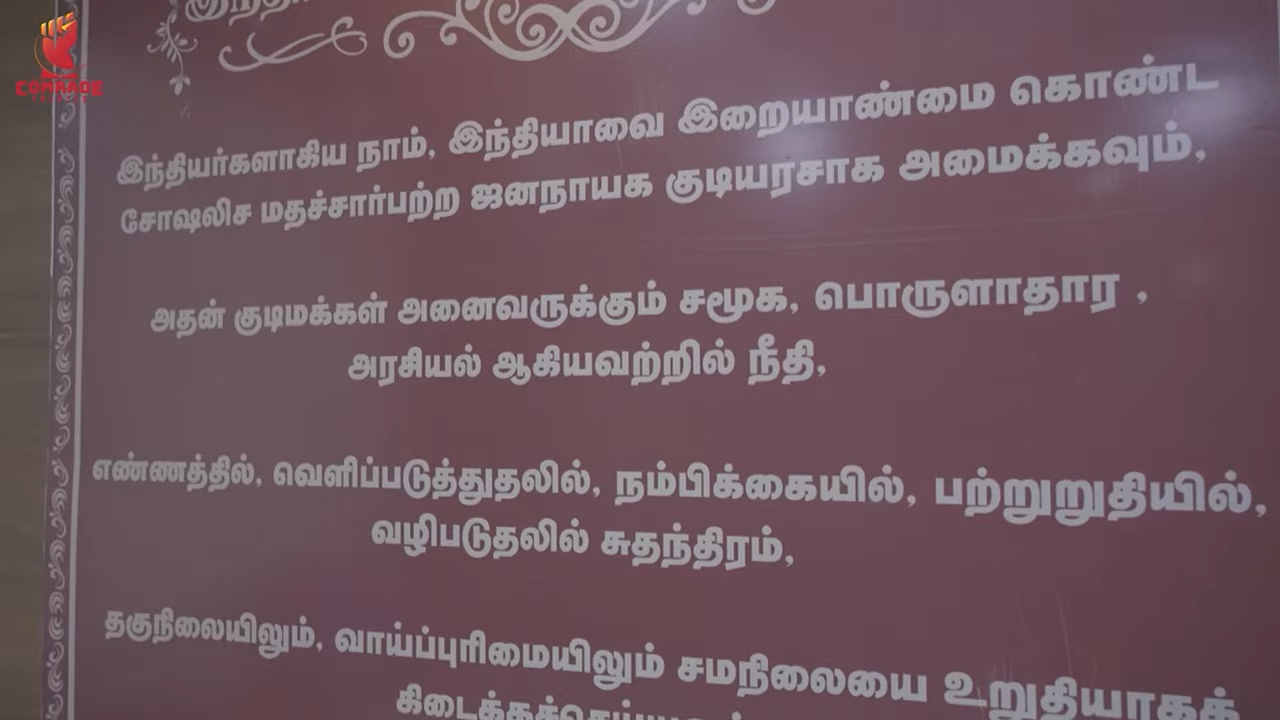 COMRADE
இந்தியர்களாகிய நாம், இந்தியாவை இறையாண்மை கொண்ட
சோஷலிச மதச்சார்பற்ற ஜனநாயக குடியரசாக அமைக்கவும்,
அதன் குடிமக்கள் அனைவருக்கும் சமூக, பொருளாதார ,
அரசியல் ஆகியவற்றில் நீதி,
எண்ணத்தில், வெளிப்படுத்துதலில், நம்பிக்கையில், பற்றுறுதியில்,
வழிபடுதலில் சுதந்திரம்,
தகுநிலையிலும், வாய்ப்புரிமையிலும் சமநிலையை உறுதியாகக்